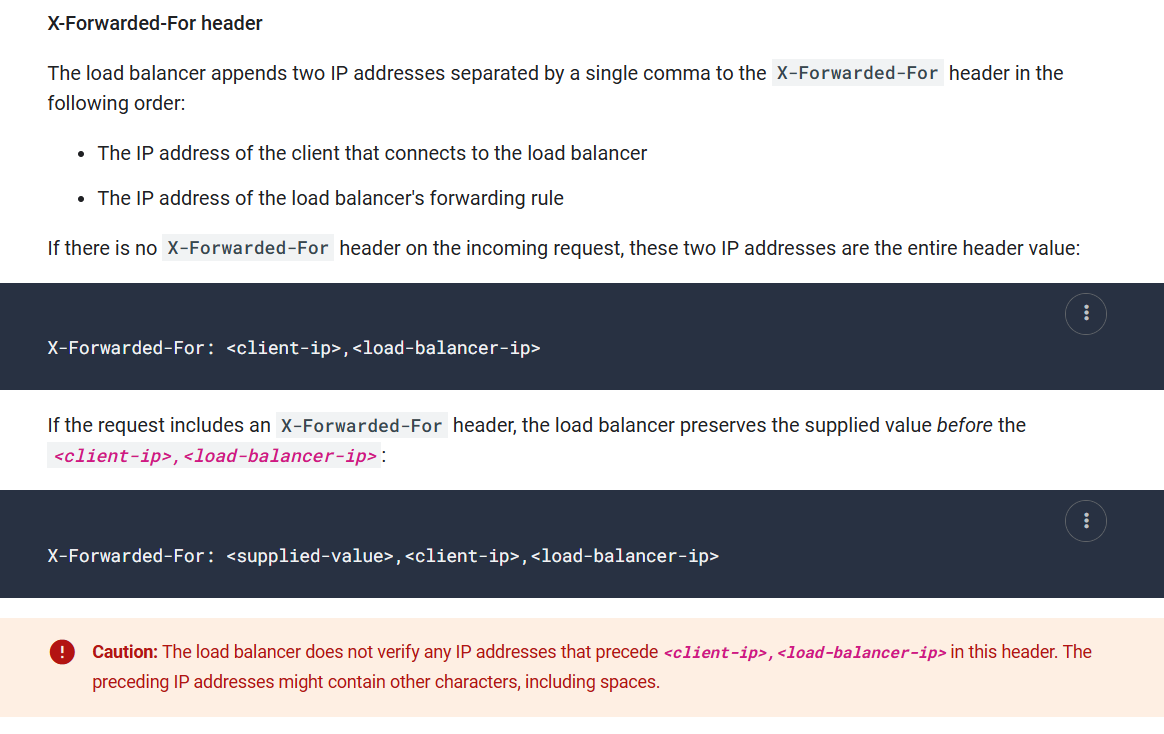 X-Forwarded-For header
The load balancer appends two IP addresses separated by a single comma to the X-Forwarded-For header in the
following order:
• The IP address of the client that connects to the load balancer
• The IP address of the load balancer's forwarding rule
If there is no X-Forwarded-For header on the incoming request, these two IP addresses are the entire header value:
X-Forwarded-For: <client-ip>,<load-balancer-ip>
If the request includes an X-Forwarded-For header, the load balancer preserves the supplied value before the
<client-ip>,<load-balancer-ip>:
X-Forwarded-For: <supplied-value>,<client-ip>,<load-balancer-ip>
Caution: The load balancer does not verify any IP addresses that precede <client-ip>,<load-balancer-ip> in this header. The
preceding IP addresses might contain other characters, including spaces.